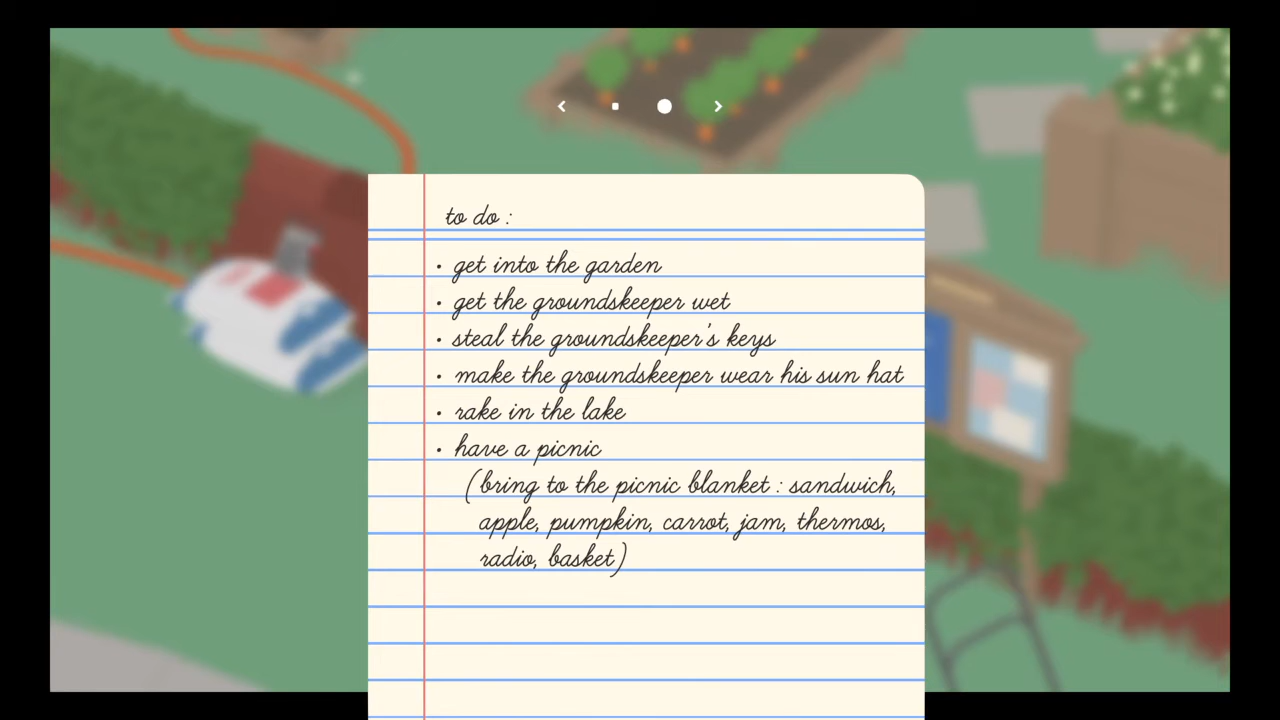 to do :
• get into the garden
• get the groundskeeper wet
• steal the groundskeeper's keys
• make the groundskeeper wear his sun hat
• rake in the lake
• have a picnic
(bring to the picnic blanket : sandwich,
apple, pumpkin, carrot, jam, thermos,
radio, basket)